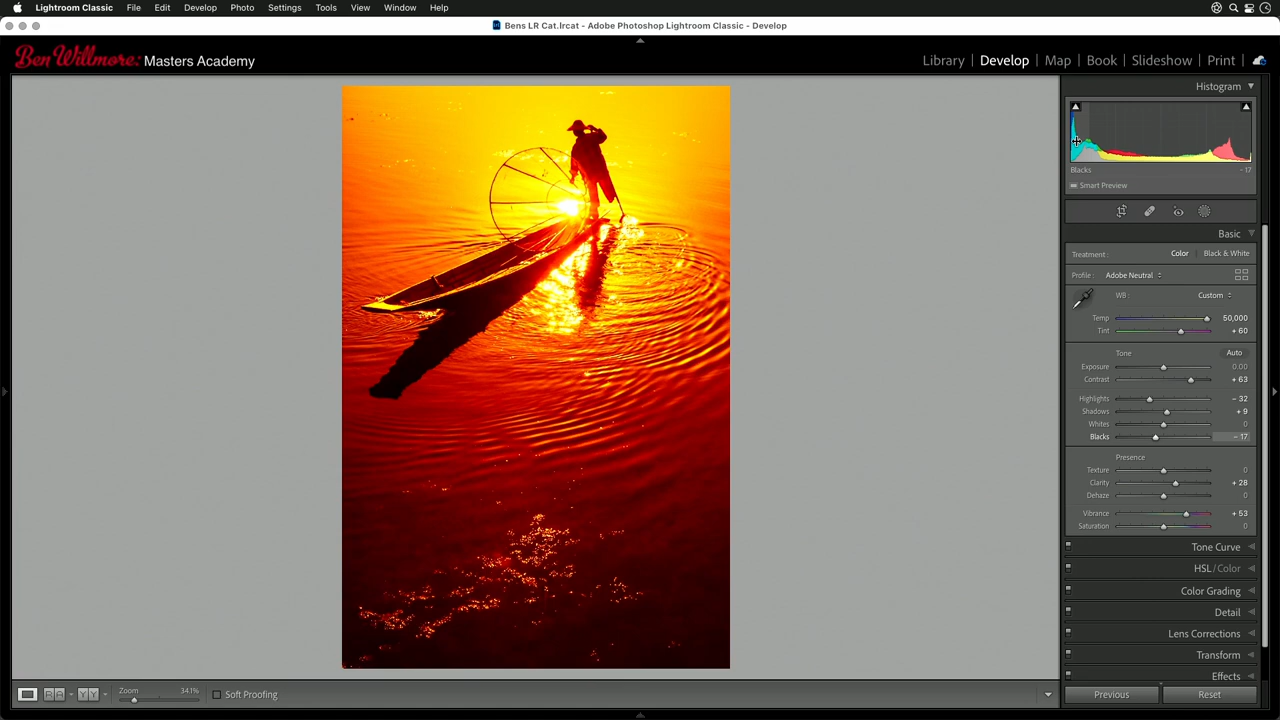 Lightroom Classic File Edit Develop Photo Settings Tools View Window Help
Bens LR Cat.lrcat - Adobe Photoshop Lightroom Classic - Develop
Ben Willmore: Masters Academy
Library | Develop | Map | Book | Slideshow | Print
Histogram
Blacks - 17
Smart Preview
Basic
Treatment : Color | Black & White
Profile : Adobe Neutral
WB : Custom
Temp 50,000
Tint + 60
Tone Auto
Exposure 0.00
Contrast + 63
Highlights - 32
Shadows + 9
Whites 0
Blacks - 17
Presence
Texture 0
Clarity + 28
Dehaze 0
Vibrance + 53
Saturation 0
Tone Curve
HSL / Color
Color Grading
Detail
Lens Corrections
Transform
Effects
Zoom 34.1% Soft Proofing
Previous Reset